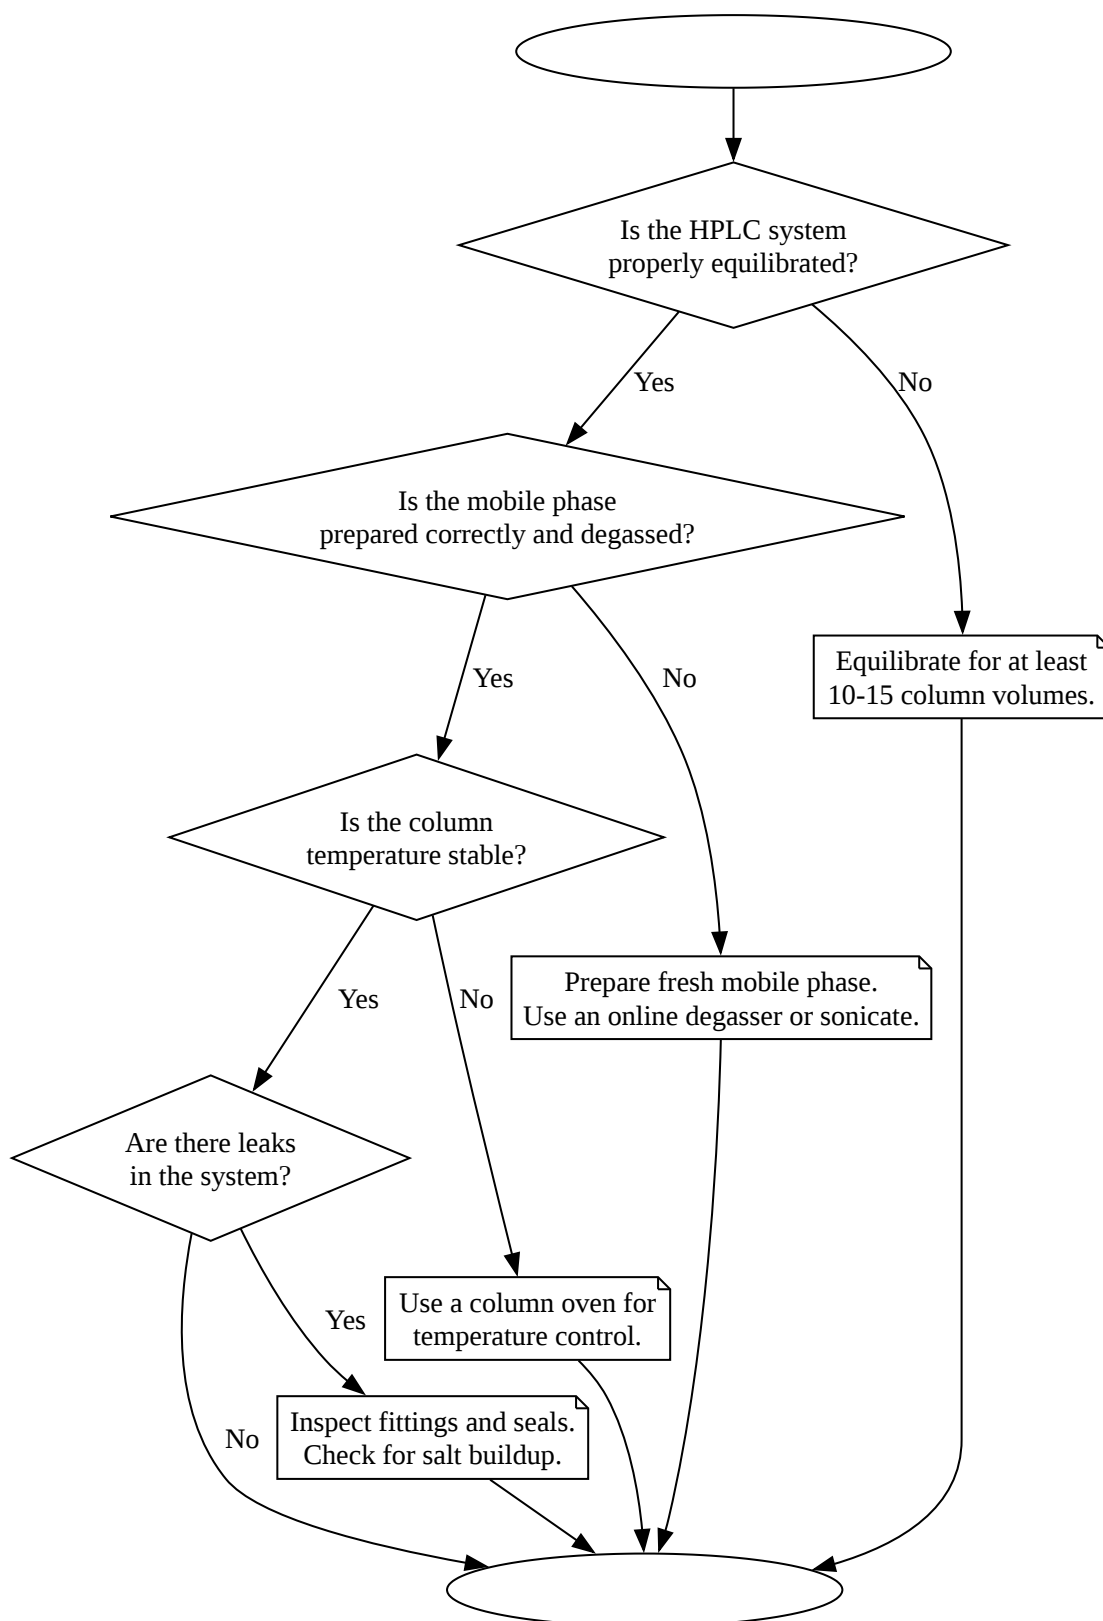 Is the HPLC system
properly equilibrated?
Yes
No
Is the mobile phase
prepared correctly and degassed?
Equilibrate for at least
10-15 column volumes.
Yes
No
Is the column
temperature stable?
Prepare fresh mobile phase.
Use an online degasser or sonicate.
Yes
No
Are there leaks
in the system?
Use a column oven for
temperature control.
Yes
Inspect fittings and seals.
Check for salt buildup.
No